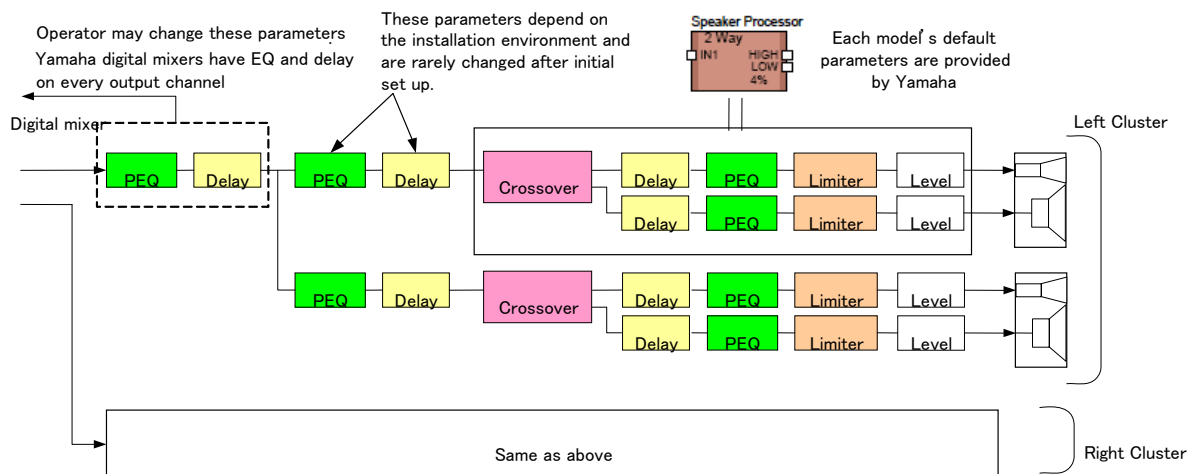 Operator may change these parameters.
Yamaha digital mixers have EQ and delay
on every output channel
These parameters depend on
the installation environment and
are rarely changed after initial
set up.
Speaker Processor
2 Way
IN1 HIGH
LOW
4%
Each model's default
parameters are provided
by Yamaha
Digital mixer
Left Cluster
PEQ Delay PEQ Delay Crossover Delay PEQ Limiter Level
Delay PEQ Limiter Level
PEQ Delay Crossover Delay PEQ Limiter Level
Delay PEQ Limiter Level
Same as above
Right Cluster